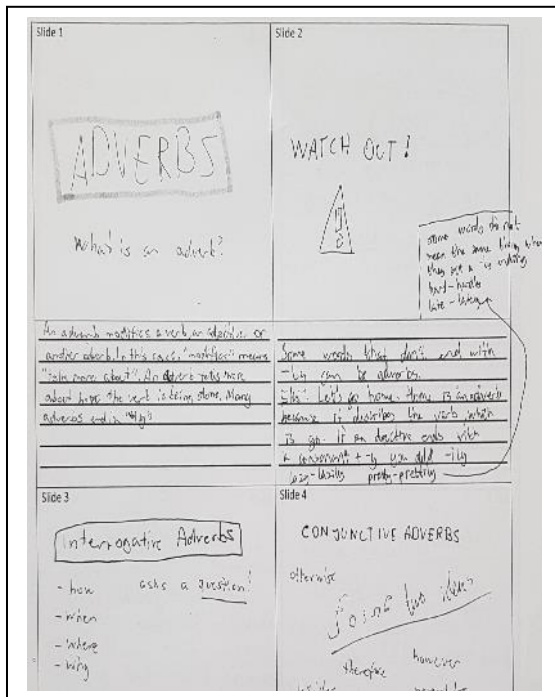 Slide 1
ADVERBS
What is an adverb?
Slide 2
WATCH OUT!
some words do not
mean the same thing when
they get a
hard-hardly
late-lately
An adverb modifies a verb, an adjective or
another adverb. In this case, "modifies" means
"tells more about". An adverb tells more
about how the verb is being done. Many
adverbs end in "-ly"
Some words that don't end with
-ly can be adverbs.
Let's go home. Home is an adverb
because it describes the verb which
is go. If an adjective ends with
a consonant + -y you add -ily
lazy-lazily pretty-prettily
Slide 3
Interrogative Adverbs
- how asks a question!
- when
- where
- why
Slide 4
CONJUNCTIVE ADVERBS
otherwise
Joins two ideas
therefore however